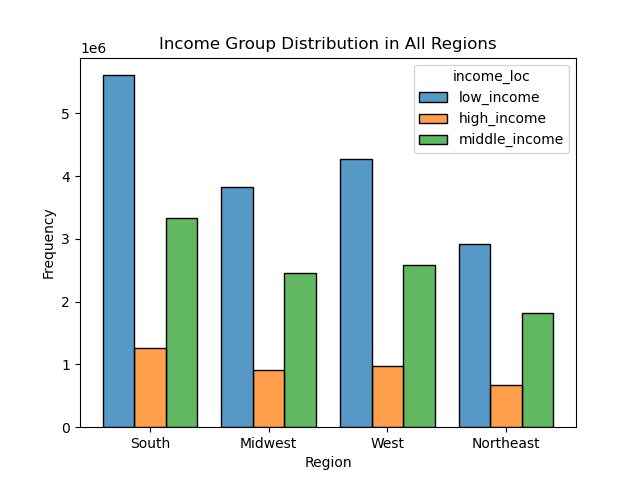 Income Group Distribution in All Regions
1e6
income_loc
low_income
high_income
middle_income
5
4
3
2
1
0
Frequency
South Midwest West Northeast
Region